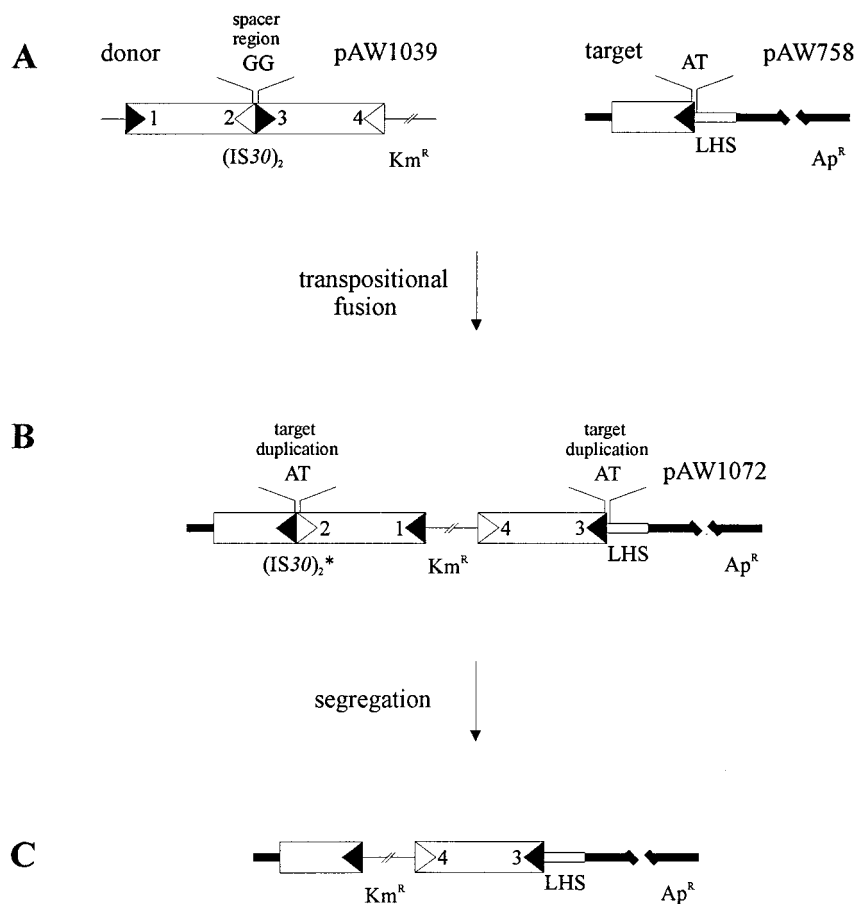 A
donor
spacer
region
GG
pAW1039
1
2
3
4
(IS30)₂
Kmᴿ
target
AT
pAW758
LHS
Apᴿ
transpositional
fusion
B
target
duplication
AT
target
duplication
AT
pAW1072
2
1
4
3
(IS30)₂*
Kmᴿ
LHS
Apᴿ
segregation
C
4
3
Kmᴿ
LHS
Apᴿ